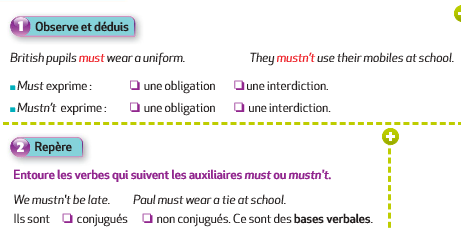 1 Observe et déduis
British pupils must wear a uniform. They mustn't use their mobiles at school.
Must exprime : ❏ une obligation ❏ une interdiction.
Mustn't exprime : ❏ une obligation ❏ une interdiction.
2 Repère
Entoure les verbes qui suivent les auxiliaires must ou mustn't.
We mustn't be late. Paul must wear a tie at school.
Ils sont ❏ conjugués ❏ non conjugués. Ce sont des bases verbales.